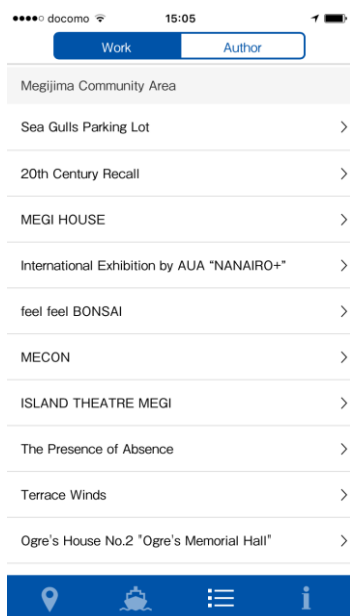 docomo 15:05
Work Author
Megijima Community Area
Sea Gulls Parking Lot
20th Century Recall
MEGI HOUSE
International Exhibition by AUA “NANAIRO+”
feel feel BONSAI
MECON
ISLAND THEATRE MEGI
The Presence of Absence
Terrace Winds
Ogre's House No.2 "Ogre's Memorial Hall"